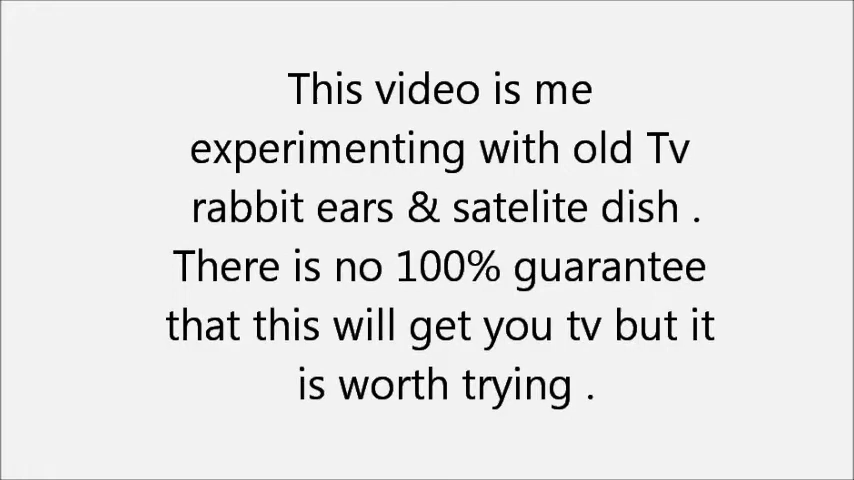 This video is me
experimenting with old Tv
rabbit ears & satelite dish .
There is no 100% guarantee
that this will get you tv but it
is worth trying .